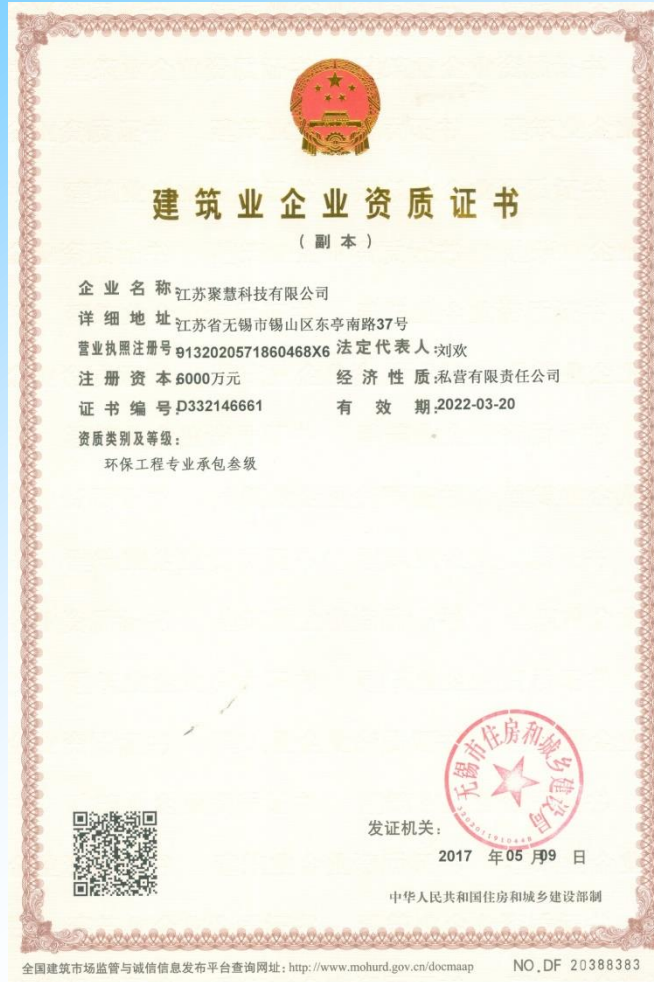 建筑业企业资质证书
（副本）
企业名称：江苏聚慧科技有限公司
详细地址：江苏省无锡市锡山区东亭南路37号
营业执照注册号：9132020571860468X6 法定代表人：刘欢
注册资本：6000万元 经济性质：私营有限责任公司
证书编号：D332146661 有效期：2022-03-20
资质类别及等级：
环保工程专业承包叁级
无锡市住房和城乡建设局
发证机关：
2017 年 05 月 09 日
中华人民共和国住房和城乡建设部制
全国建筑市场监管与诚信信息发布平台查询网址：http://www.mohurd.gov.cn/docmaap NO.DF 20388383